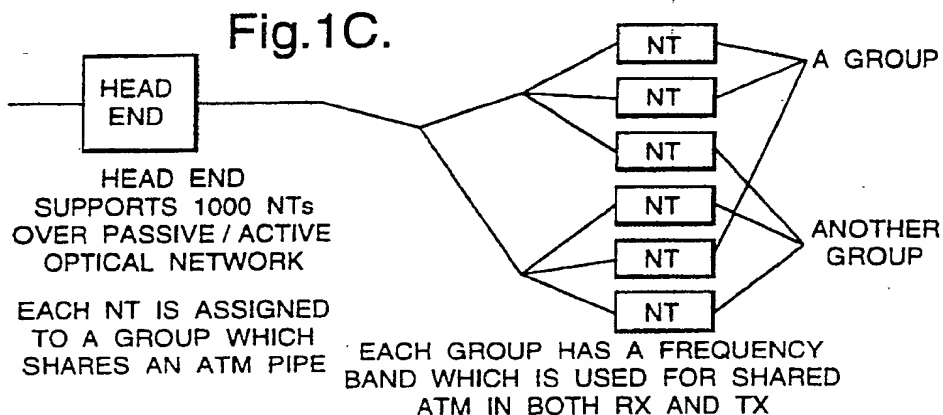 Fig.1C.
HEAD
END
HEAD END
SUPPORTS 1000 NTs
OVER PASSIVE/ACTIVE
OPTICAL NETWORK
EACH NT IS ASSIGNED
TO A GROUP WHICH
SHARES AN ATM PIPE
NT
NT
NT
NT
NT
NT
A GROUP
ANOTHER
GROUP
EACH GROUP HAS A FREQUENCY
BAND WHICH IS USED FOR SHARED
ATM IN BOTH RX AND TX